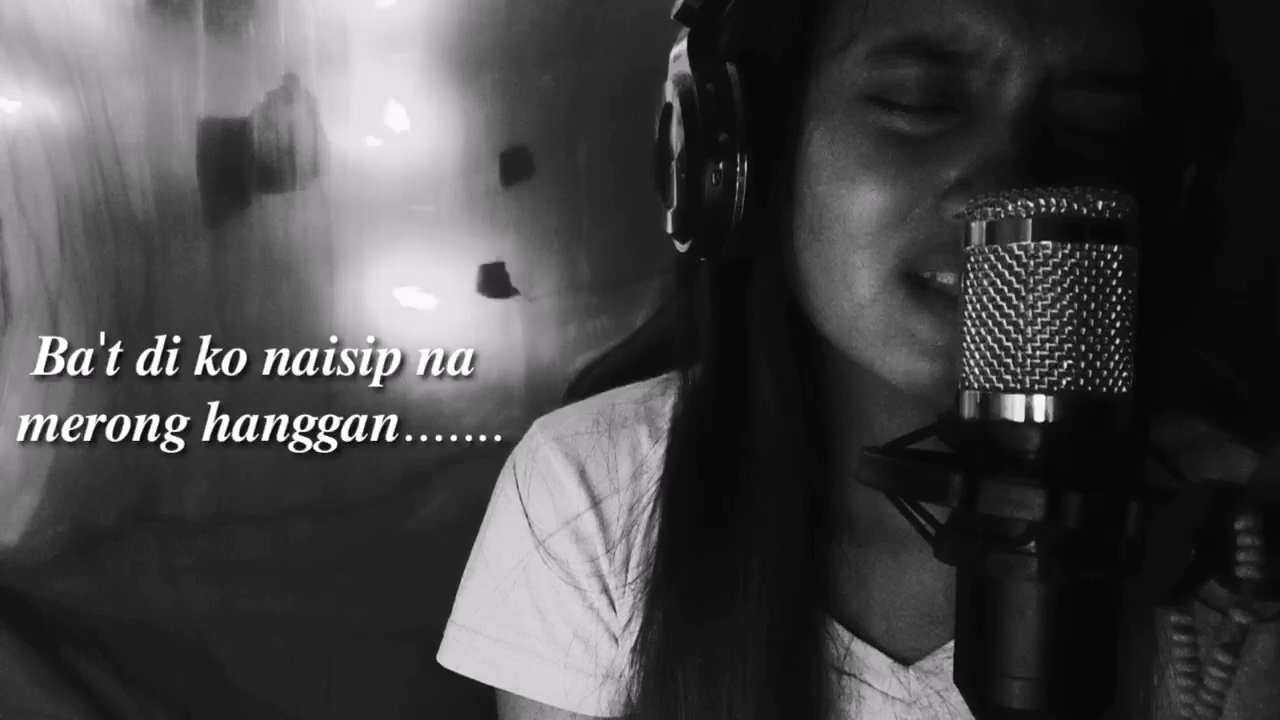 Ba't di ko naisip na
merong hanggan.......